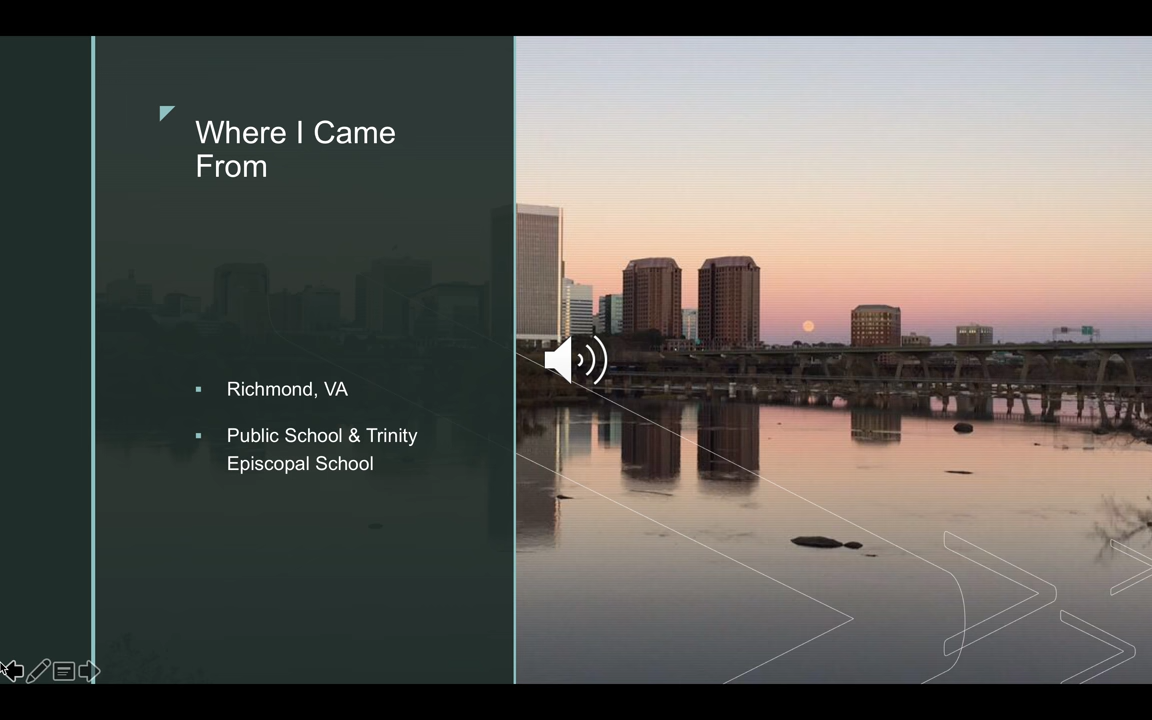 Where I Came
From
Richmond, VA
Public School & Trinity
Episcopal School